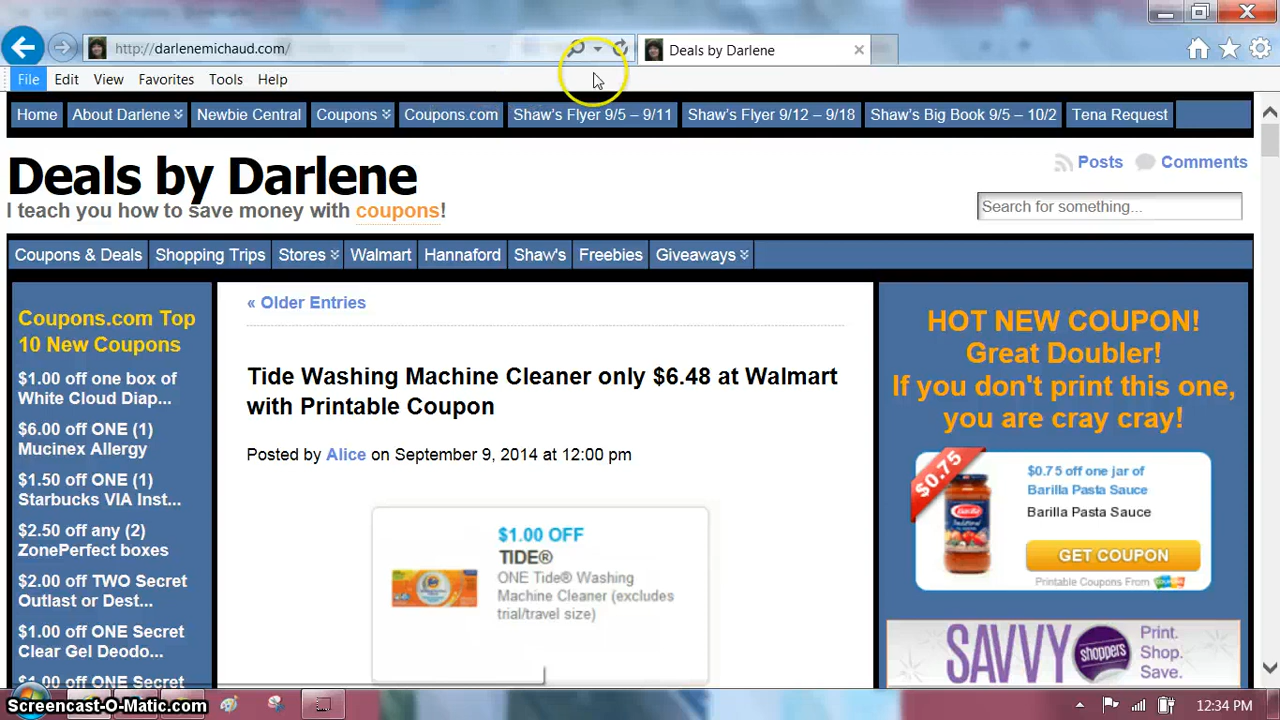 http://darlenemichaud.com/
Deals by Darlene
File Edit View Favorites Tools Help
Home About Darlene Newbie Central Coupons Coupons.com Shaw's Flyer 9/5 – 9/11 Shaw's Flyer 9/12 – 9/18 Shaw's Big Book 9/5 – 10/2 Tena Request
Deals by Darlene
I teach you how to save money with coupons!
Posts Comments
Search for something...
Coupons & Deals Shopping Trips Stores Walmart Hannaford Shaw's Freebies Giveaways
Coupons.com Top
10 New Coupons
$1.00 off one box of
White Cloud Diap...
$6.00 off ONE (1)
Mucinex Allergy
$1.50 off ONE (1)
Starbucks VIA Inst...
$2.50 off any (2)
ZonePerfect boxes
$2.00 off TWO Secret
Outlast or Dest...
$1.00 off ONE Secret
Clear Gel Deodo...
$1.00 off ONE Secret
« Older Entries
Tide Washing Machine Cleaner only $6.48 at Walmart
with Printable Coupon
Posted by Alice on September 9, 2014 at 12:00 pm
$1.00 OFF
TIDE®
ONE Tide® Washing
Machine Cleaner (excludes
trial/travel size)
HOT NEW COUPON!
Great Doubler!
If you don't print this one,
you are cray cray!
$0.75
$0.75 off one jar of
Barilla Pasta Sauce
Barilla Pasta Sauce
GET COUPON
Printable Coupons From
Barilla
SAVVY shoppers
Print.
Shop.
Save.
Screencast-O-Matic.com
12:34 PM